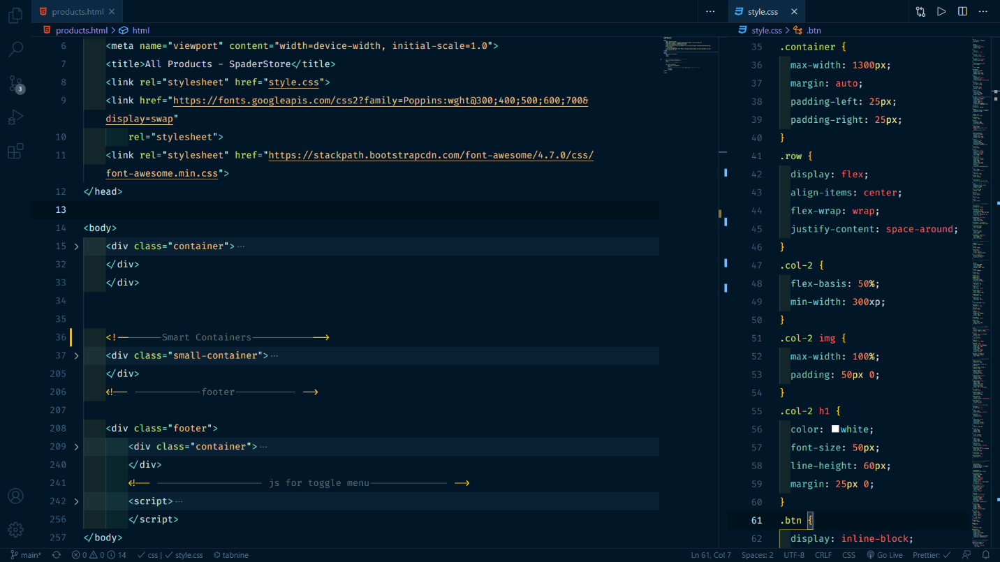 products.html
style.css
products.html > html
style.css > .btn
3
6 <meta name="viewport" content="width=device-width, initial-scale=1.0">
7 <title>All Products - SpaderStore</title>
8 <link rel="stylesheet" href="style.css">
9 <link href="https://fonts.googleapis.com/css2?family=Poppins:wght@300;400;500;600;700&
display=swap"
10 rel="stylesheet">
11 <link rel="stylesheet" href="https://stackpath.bootstrapcdn.com/font-awesome/4.7.0/css/
font-awesome.min.css">
12 </head>
13
14 <body>
15 <div class="container">···
32 </div>
33 </div>
34
35
36 <!-------Smart Containers------------->
37 <div class="small-container">···
205 </div>
206 <!-- ------------footer----------- -->
207
208 <div class="footer">
209 <div class="container">···
240 </div>
241 <!-- ------------------- js for toggle menu-------------- -->
242 <script>···
256 </script>
257 </body>
35 .container {
36 max-width: 1300px;
37 margin: auto;
38 padding-left: 25px;
39 padding-right: 25px;
40 }
41 .row {
42 display: flex;
43 align-items: center;
44 flex-wrap: wrap;
45 justify-content: space-around;
46 }
47 .col-2 {
48 flex-basis: 50%;
49 min-width: 300xp;
50 }
51 .col-2 img {
52 max-width: 100%;
53 padding: 50px 0;
54 }
55 .col-2 h1 {
56 color: white;
57 font-size: 50px;
58 line-height: 60px;
59 margin: 25px 0;
60 }
61 .btn {
62 display: inline-block;
main* 0 0 14 css | style.css tabnine Ln 61, Col 7 Spaces: 2 UTF-8 CRLF CSS Go Live Prettier: ✓